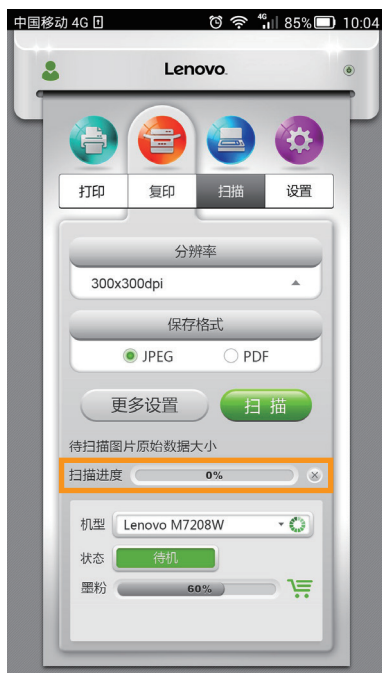 中国移动 4G 4G 85% 10:04
Lenovo
打印 复印 扫描 设置
分辨率
300x300dpi
保存格式
JPEG PDF
更多设置 扫 描
待扫描图片原始数据大小
扫描进度 0%
机型 Lenovo M7208W
状态 待机
墨粉 60%